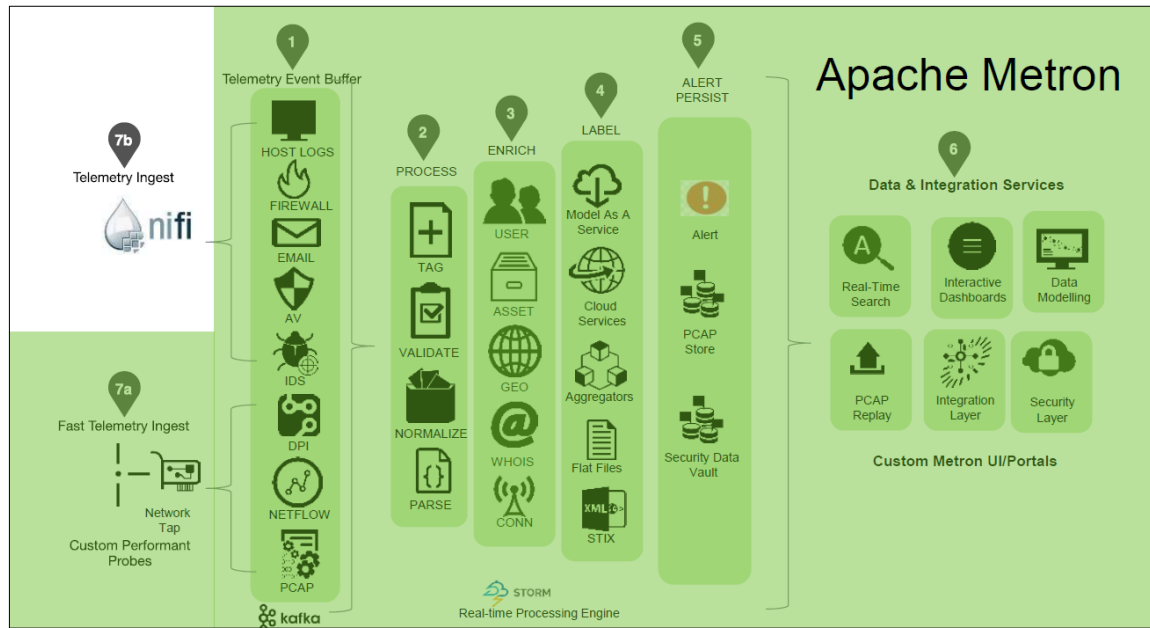 Apache Metron
1
Telemetry Event Buffer
HOST LOGS
FIREWALL
EMAIL
AV
IDS
DPI
NETFLOW
PCAP
kafka
7b
Telemetry Ingest
nifi
7a
Fast Telemetry Ingest
Network
Tap
Custom Performant
Probes
2
PROCESS
TAG
VALIDATE
NORMALIZE
PARSE
{}
3
ENRICH
USER
ASSET
GEO
@
WHOIS
CONN
4
LABEL
Model As A
Service
Cloud
Services
Aggregators
Flat Files
XML
STIX
5
ALERT
PERSIST
!
Alert
PCAP
Store
Security Data
Vault
STORM
Real-time Processing Engine
6
Data & Integration Services
A
Real-Time
Search
Interactive
Dashboards
Data
Modelling
PCAP
Replay
Integration
Layer
Security
Layer
Custom Metron UI/Portals